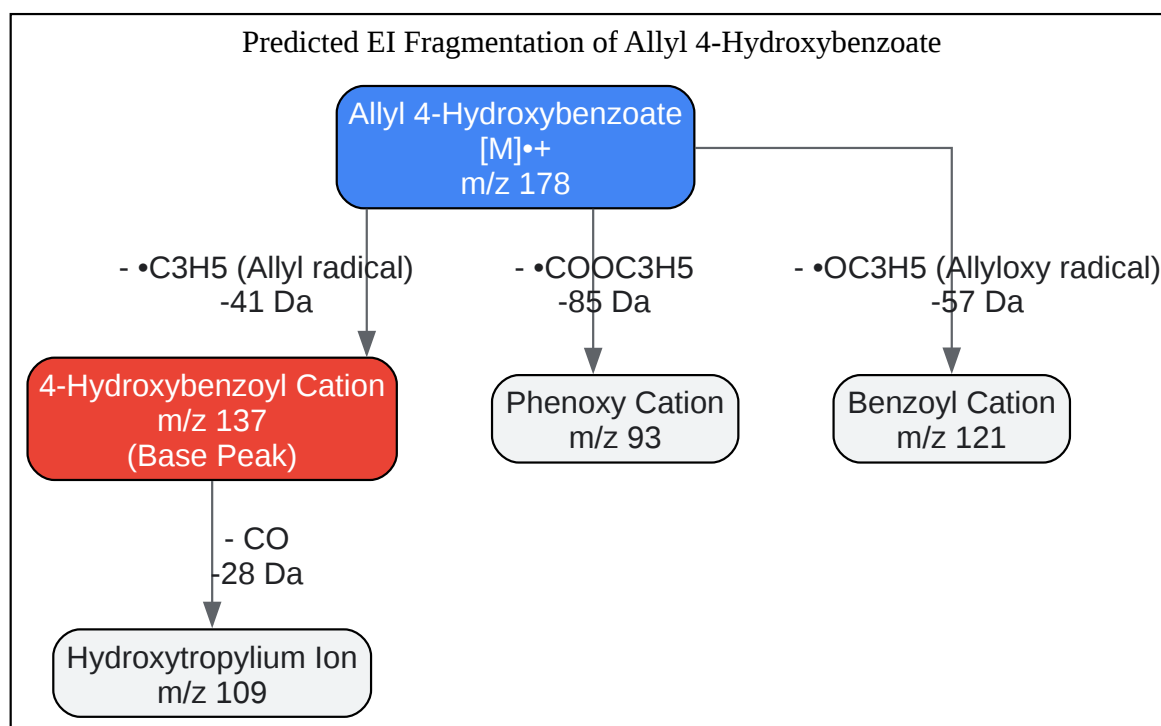 Predicted EI Fragmentation of Allyl 4-Hydroxybenzoate
Allyl 4-Hydroxybenzoate
[M]•+
m/z 178
- •C3H5 (Allyl radical)
-41 Da
- •COOC3H5
-85 Da
- •OC3H5 (Allyloxy radical)
-57 Da
4-Hydroxybenzoyl Cation
m/z 137
(Base Peak)
Phenoxy Cation
m/z 93
Benzoyl Cation
m/z 121
- CO
-28 Da
Hydroxytropylium Ion
m/z 109